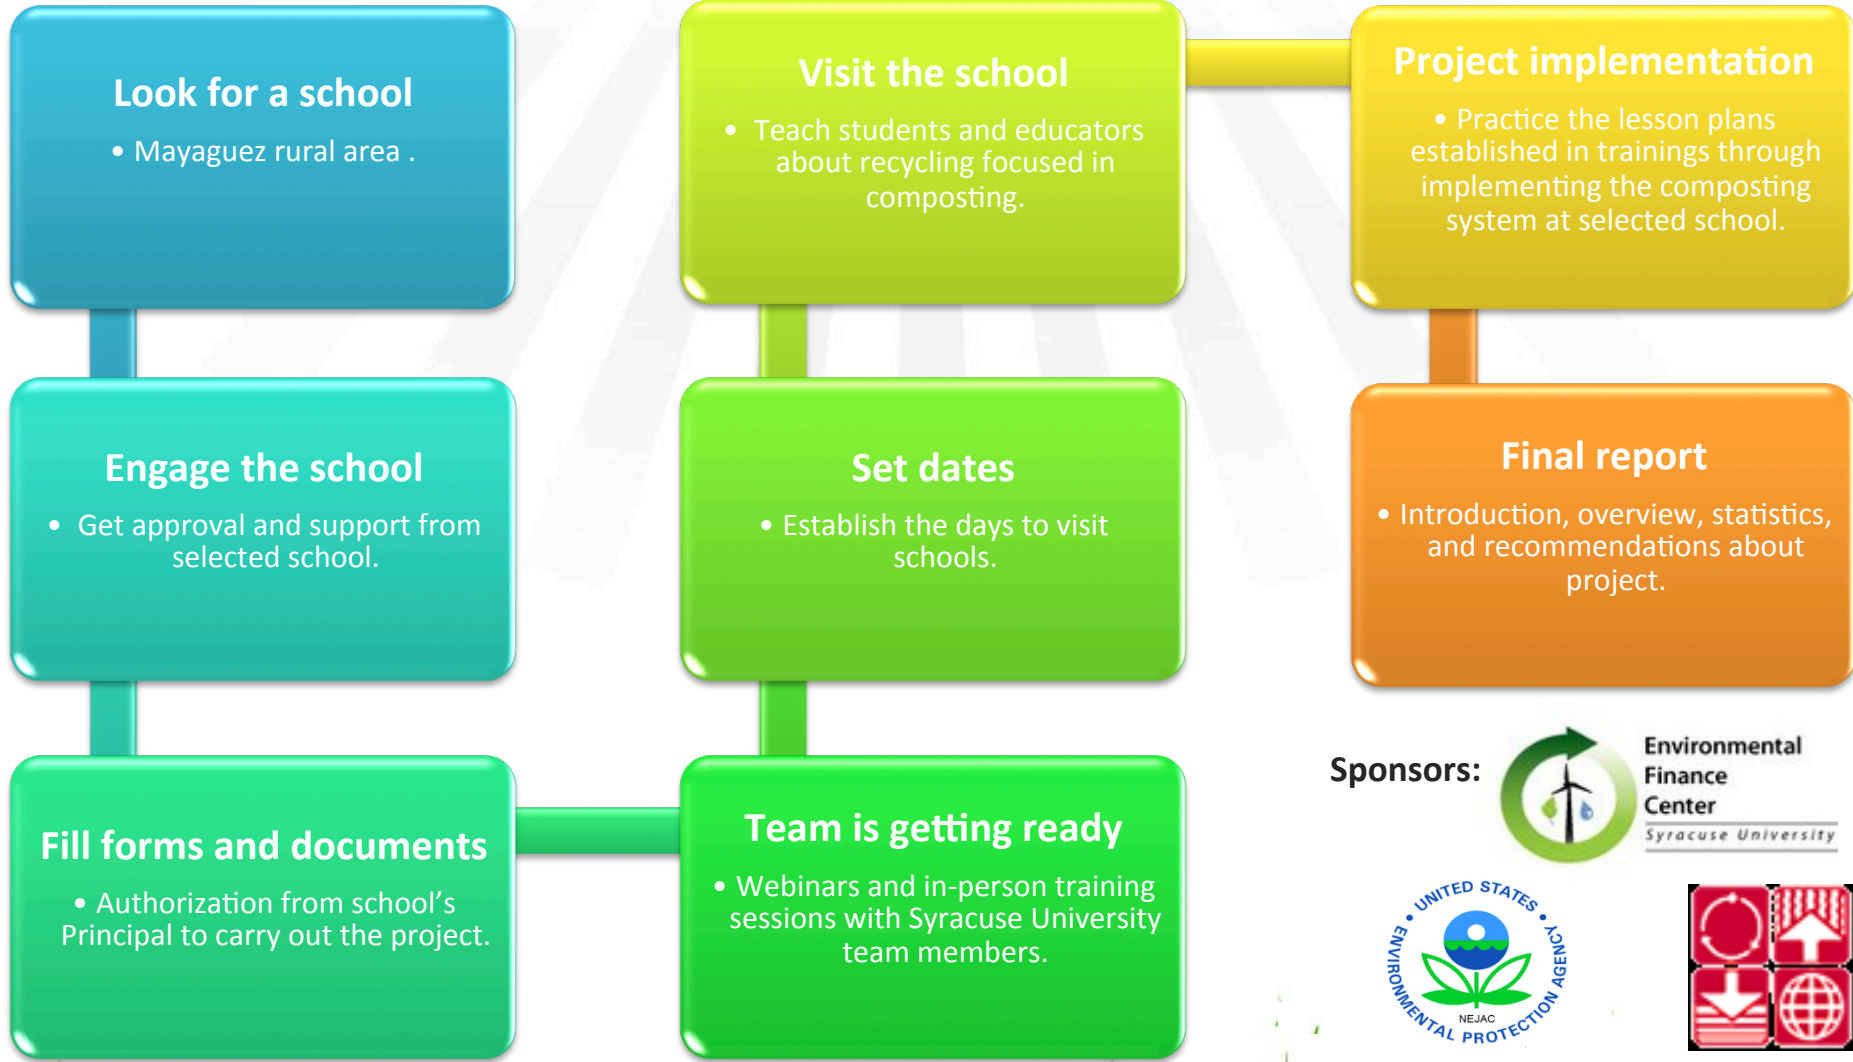 Look for a school
• Mayaguez rural area .
Engage the school
• Get approval and support from
selected school.
Fill forms and documents
• Authorization from school’s
Principal to carry out the project.
Team is getting ready
• Webinars and in-person training
sessions with Syracuse University
team members.
Set dates
• Establish the days to visit
schools.
Visit the school
• Teach students and educators
about recycling focused in
composting.
Project implementation
• Practice the lesson plans
established in trainings through
implementing the composting
system at selected school.
Final report
• Introduction, overview, statistics,
and recommendations about
project.
Sponsors:
Environmental
Finance
Center
Syracuse University
UNITED STATES • ENVIRONMENTAL PROTECTION AGENCY •
NEJAC